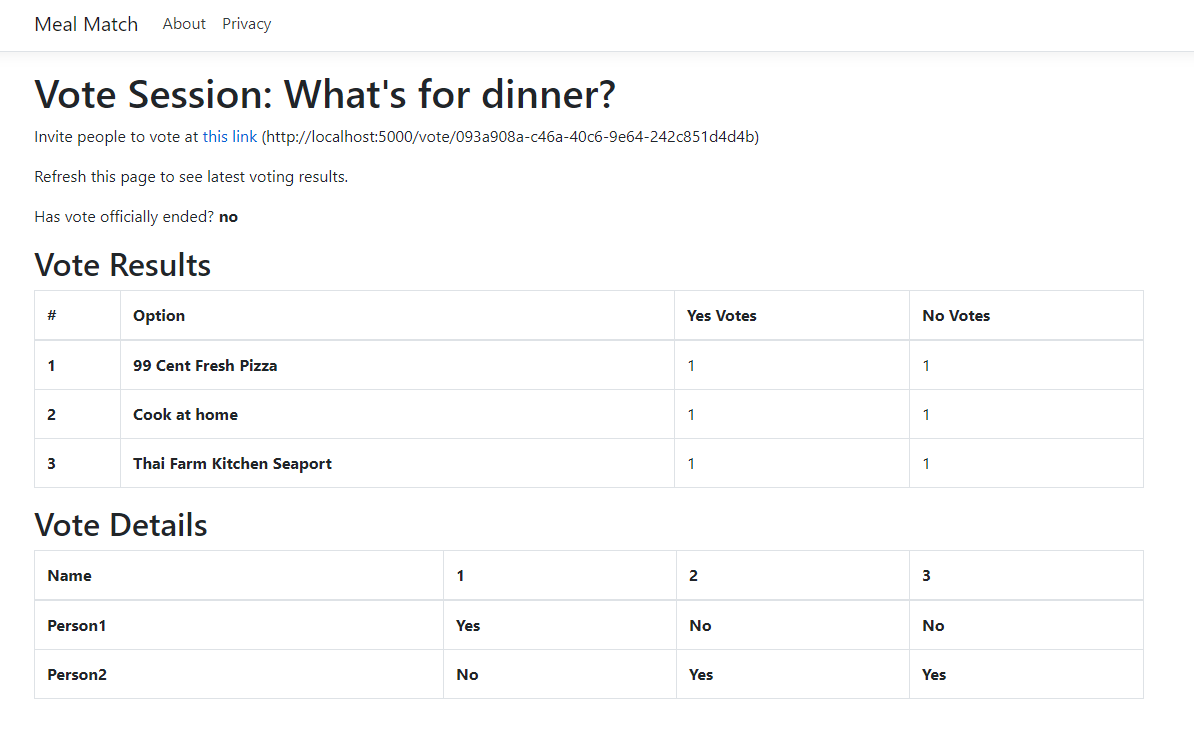 Meal Match About Privacy
Vote Session: What's for dinner?
Invite people to vote at this link (http://localhost:5000/vote/093a908a-c46a-40c6-9e64-242c851d4d4b)
Refresh this page to see latest voting results.
Has vote officially ended? no
Vote Results
# Option Yes Votes No Votes
1 99 Cent Fresh Pizza 1 1
2 Cook at home 1 1
3 Thai Farm Kitchen Seaport 1 1
Vote Details
Name 1 2 3
Person1 Yes No No
Person2 No Yes Yes